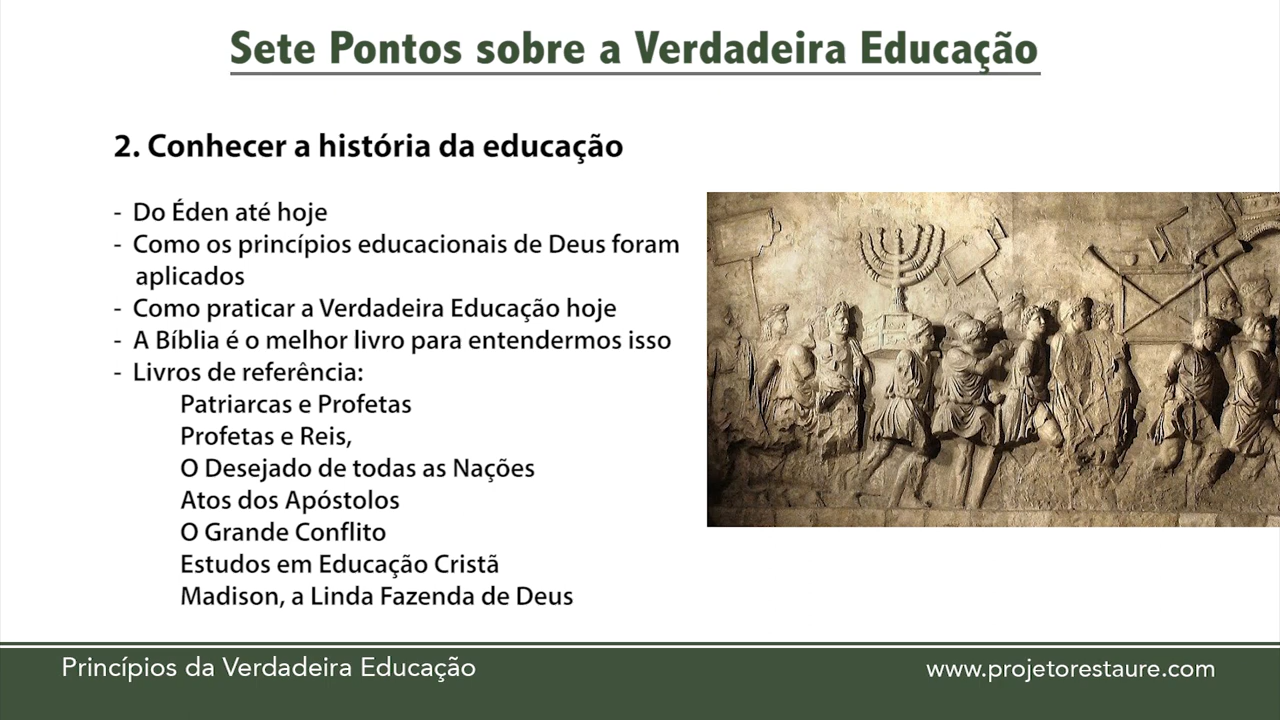 Sete Pontos sobre a Verdadeira Educação
2. Conhecer a história da educação
- Do Éden até hoje
- Como os princípios educacionais de Deus foram
aplicados
- Como praticar a Verdadeira Educação hoje
- A Bíblia é o melhor livro para entendermos isso
- Livros de referência:
Patriarcas e Profetas
Profetas e Reis,
O Desejado de todas as Nações
Atos dos Apóstolos
O Grande Conflito
Estudos em Educação Cristã
Madison, a Linda Fazenda de Deus
Princípios da Verdadeira Educação
www.projetorestaure.com